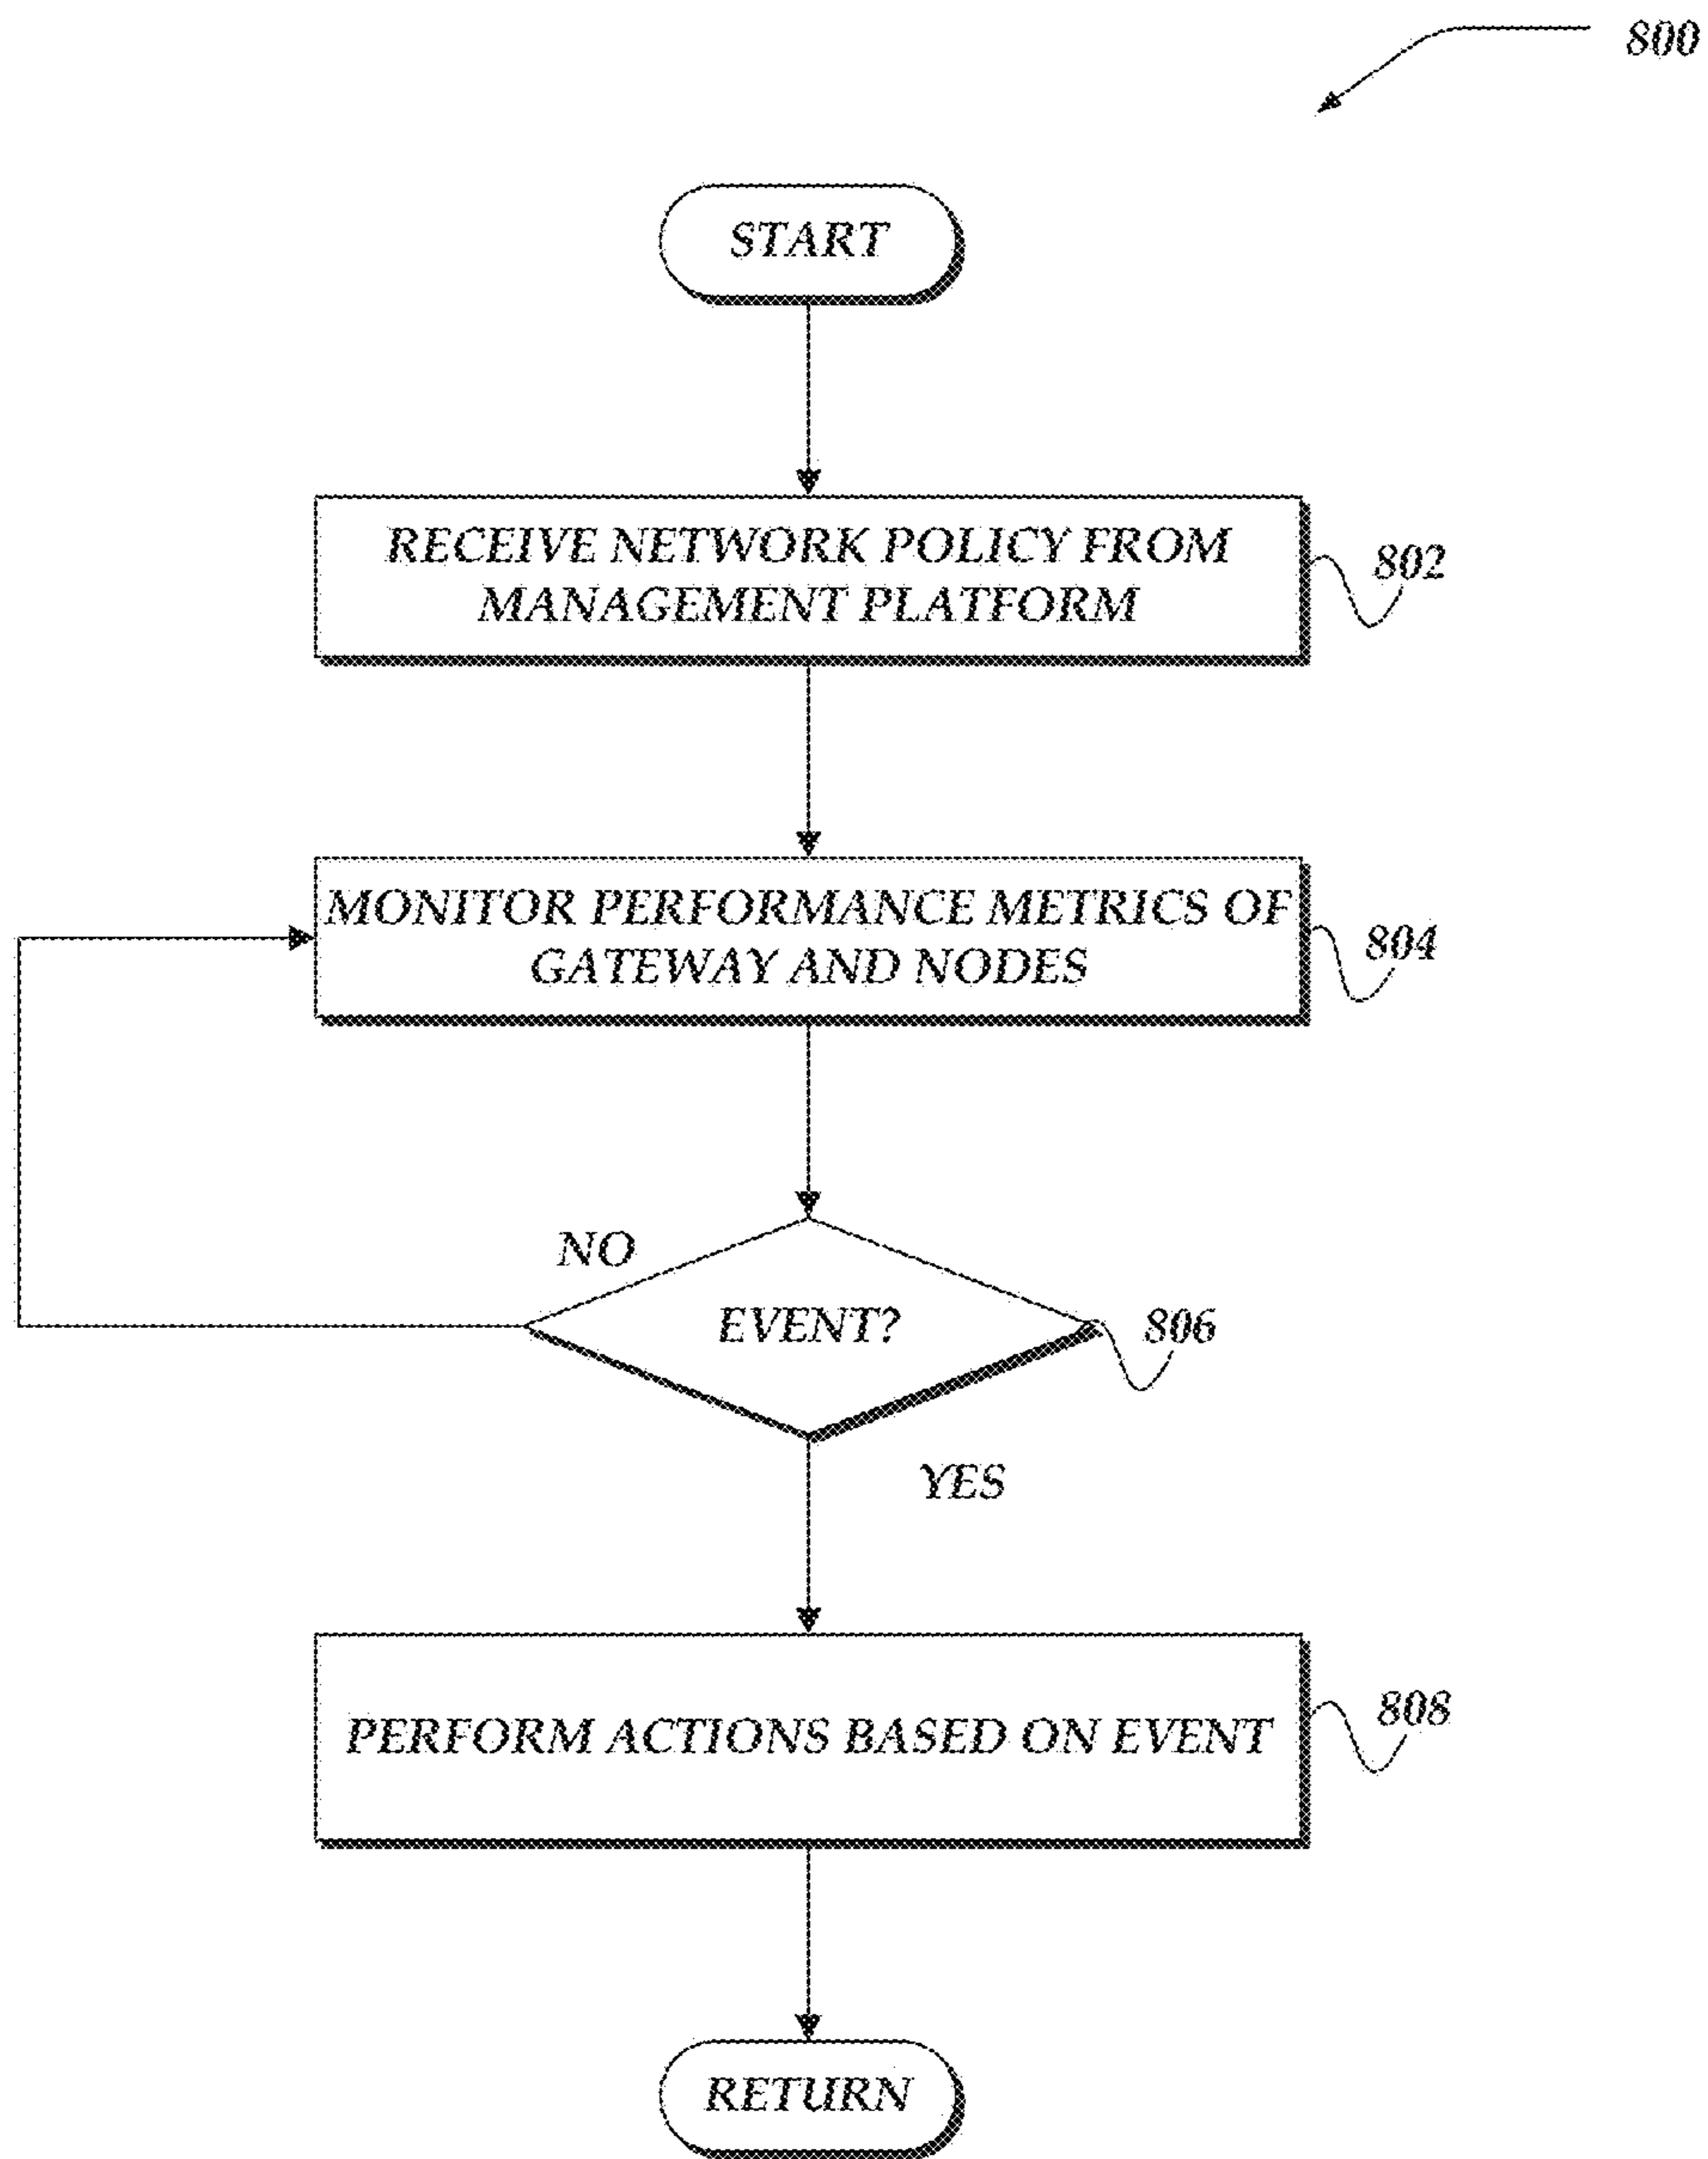 800
START
RECEIVE NETWORK POLICY FROM
MANAGEMENT PLATFORM
802
MONITOR PERFORMANCE METRICS OF
GATEWAY AND NODES
804
NO
EVENT?
806
YES
PERFORM ACTIONS BASED ON EVENT
808
RETURN